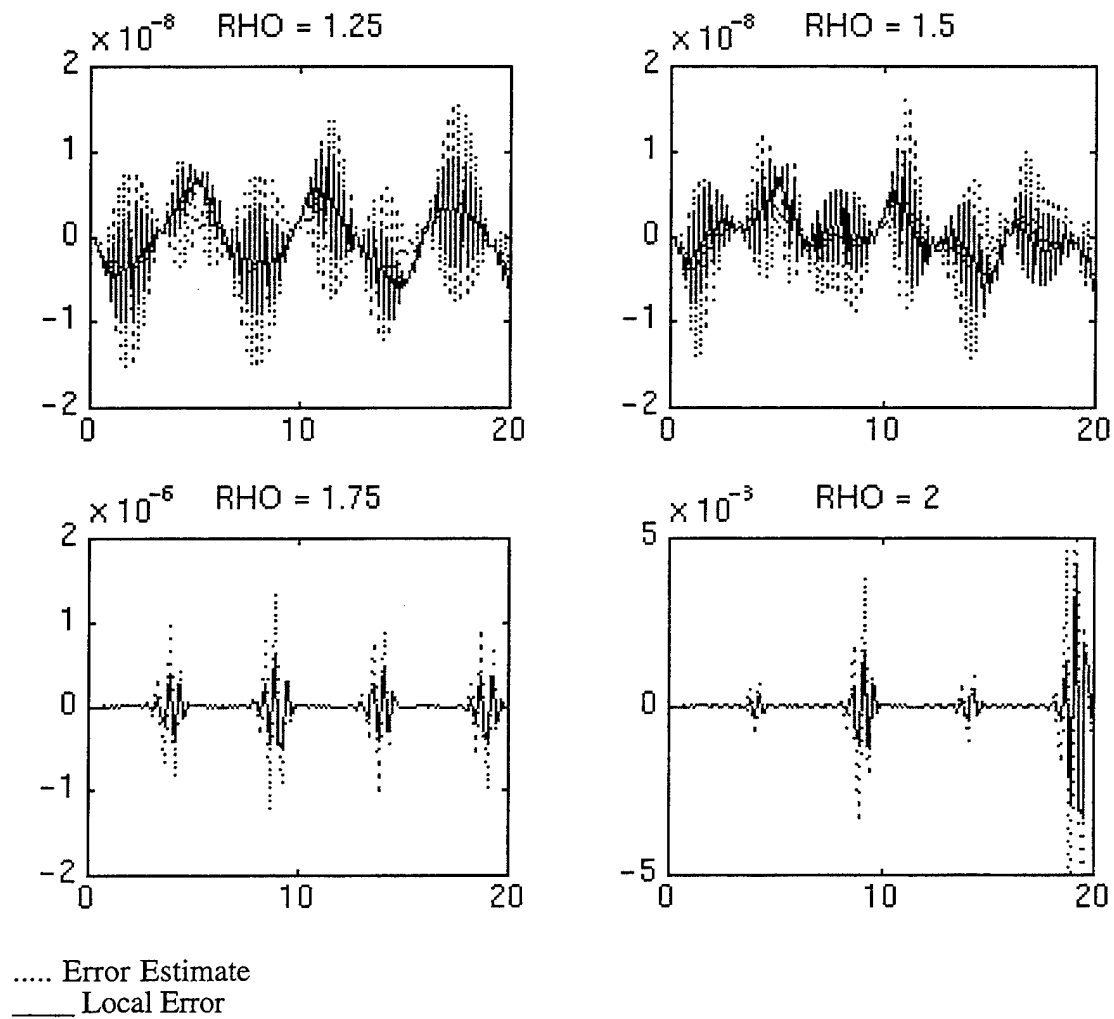 × 10⁻⁸ RHO = 1.25
2
1
0
-1
-2
0 10 20
× 10⁻⁸ RHO = 1.5
2
1
0
-1
-2
0 10 20
× 10⁻⁶ RHO = 1.75
2
1
0
-1
-2
0 10 20
× 10⁻³ RHO = 2
5
0
-5
0 10 20
..... Error Estimate
____ Local Error